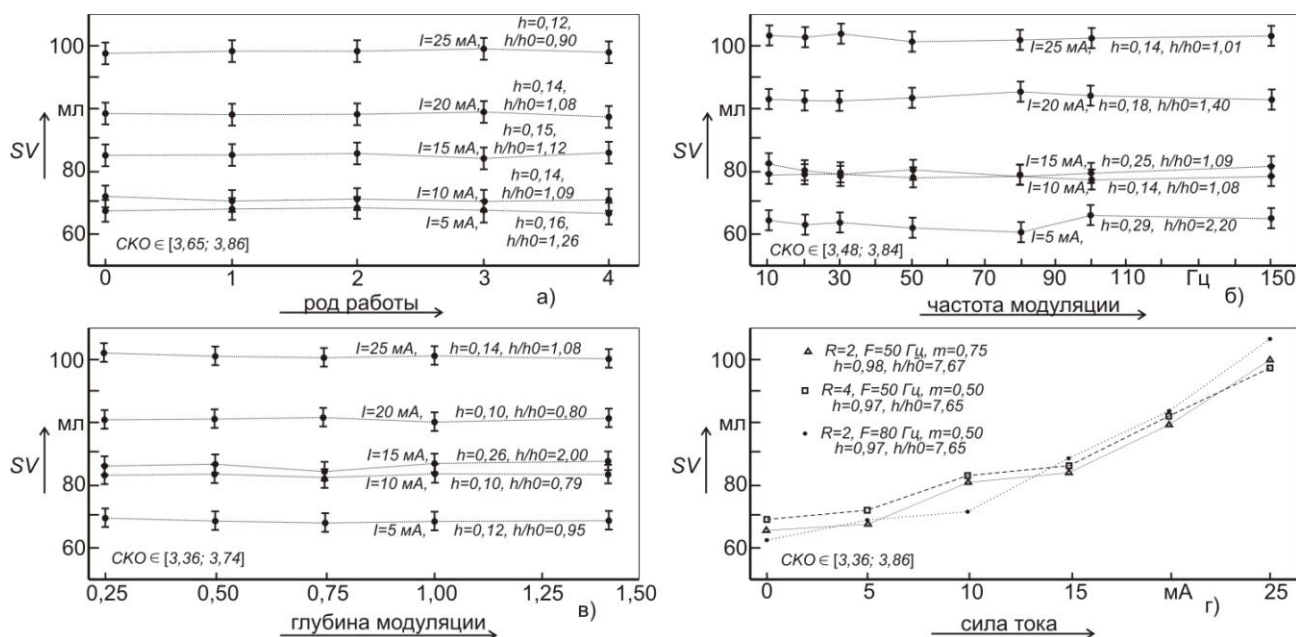 h=0,12,
I=25 мА, h/h0=0,90
100
h=0,14,
мл
I=20 мА, h/h0=1,08
h=0,15,
SV
I=15 мА, h/h0=1,12
80
h=0,14,
I=10 мА, h/h0=1,09
I=5 мА, h=0,16,
60
h/h0=1,26
СКО ∈ [3,65; 3,86]
0 1 2 3 4
род работы
а)
100
I=25 мА, h=0,14, h/h0=1,01
мл
I=20 мА, h=0,18, h/h0=1,40
SV
80
I=15 мА, h=0,25, h/h0=1,09
I=10 мА, h=0,14, h/h0=1,08
60
I=5 мА, h=0,29, h/h0=2,20
СКО ∈ [3,48; 3,84]
10 30 50 70 90 110 Гц 150
частота модуляции
б)
I=25 мА, h=0,14, h/h0=1,08
100
I=20 мА, h=0,10, h/h0=0,80
мл
I=15 мА, h=0,26, h/h0=2,00
SV
80
I=10 мА, h=0,10, h/h0=0,79
I=5 мА, h=0,12, h/h0=0,95
60
СКО ∈ [3,36; 3,74]
0,25 0,50 0,75 1,00 1,25 1,50
глубина модуляции
в)
R=2, F=50 Гц, m=0,75
100
h=0,98, h/h0=7,67
R=4, F=50 Гц, m=0,50
мл
h=0,97, h/h0=7,65
R=2, F=80 Гц, m=0,50
SV
h=0,97, h/h0=7,65
80
60
СКО ∈ [3,36; 3,86]
0 5 10 15 мА 25
сила тока
г)